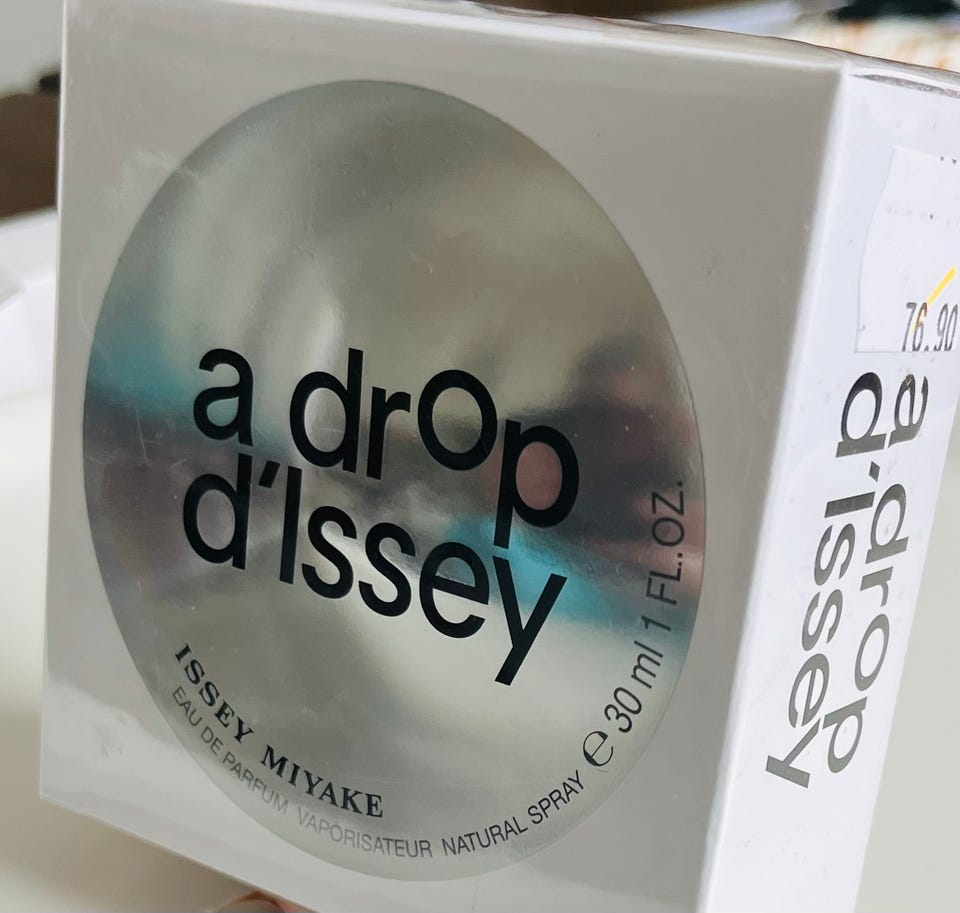 a drop
d'Issey
ISSEY MIYAKE
EAU DE PARFUM VAPORISATEUR NATURAL SPRAY ℮ 30 ml 1 FL.OZ.
76.90
a drop
d'Issey